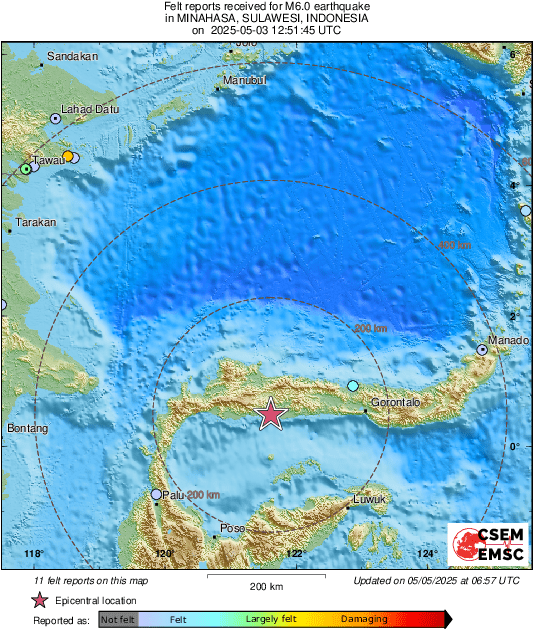 Felt reports received for M6.0 earthquake
in MINAHASA, SULAWESI, INDONESIA
on 2025-05-03 12:51:45 UTC
Jolo
6°
Sandakan
Manubul
Lahad Datu
Tawau
4°
Tarakan
400 km
2°
200 km
Manado
Gorontalo
Bontang
0°
Palu
200 km
Luwuk
Poso
118°
120°
122°
124°
CSEM
EMSC
11 felt reports on this map
200 km
Updated on 05/05/2025 at 06:57 UTC
Epicentral location
Reported as:
Not felt
Felt
Largely felt
Damaging